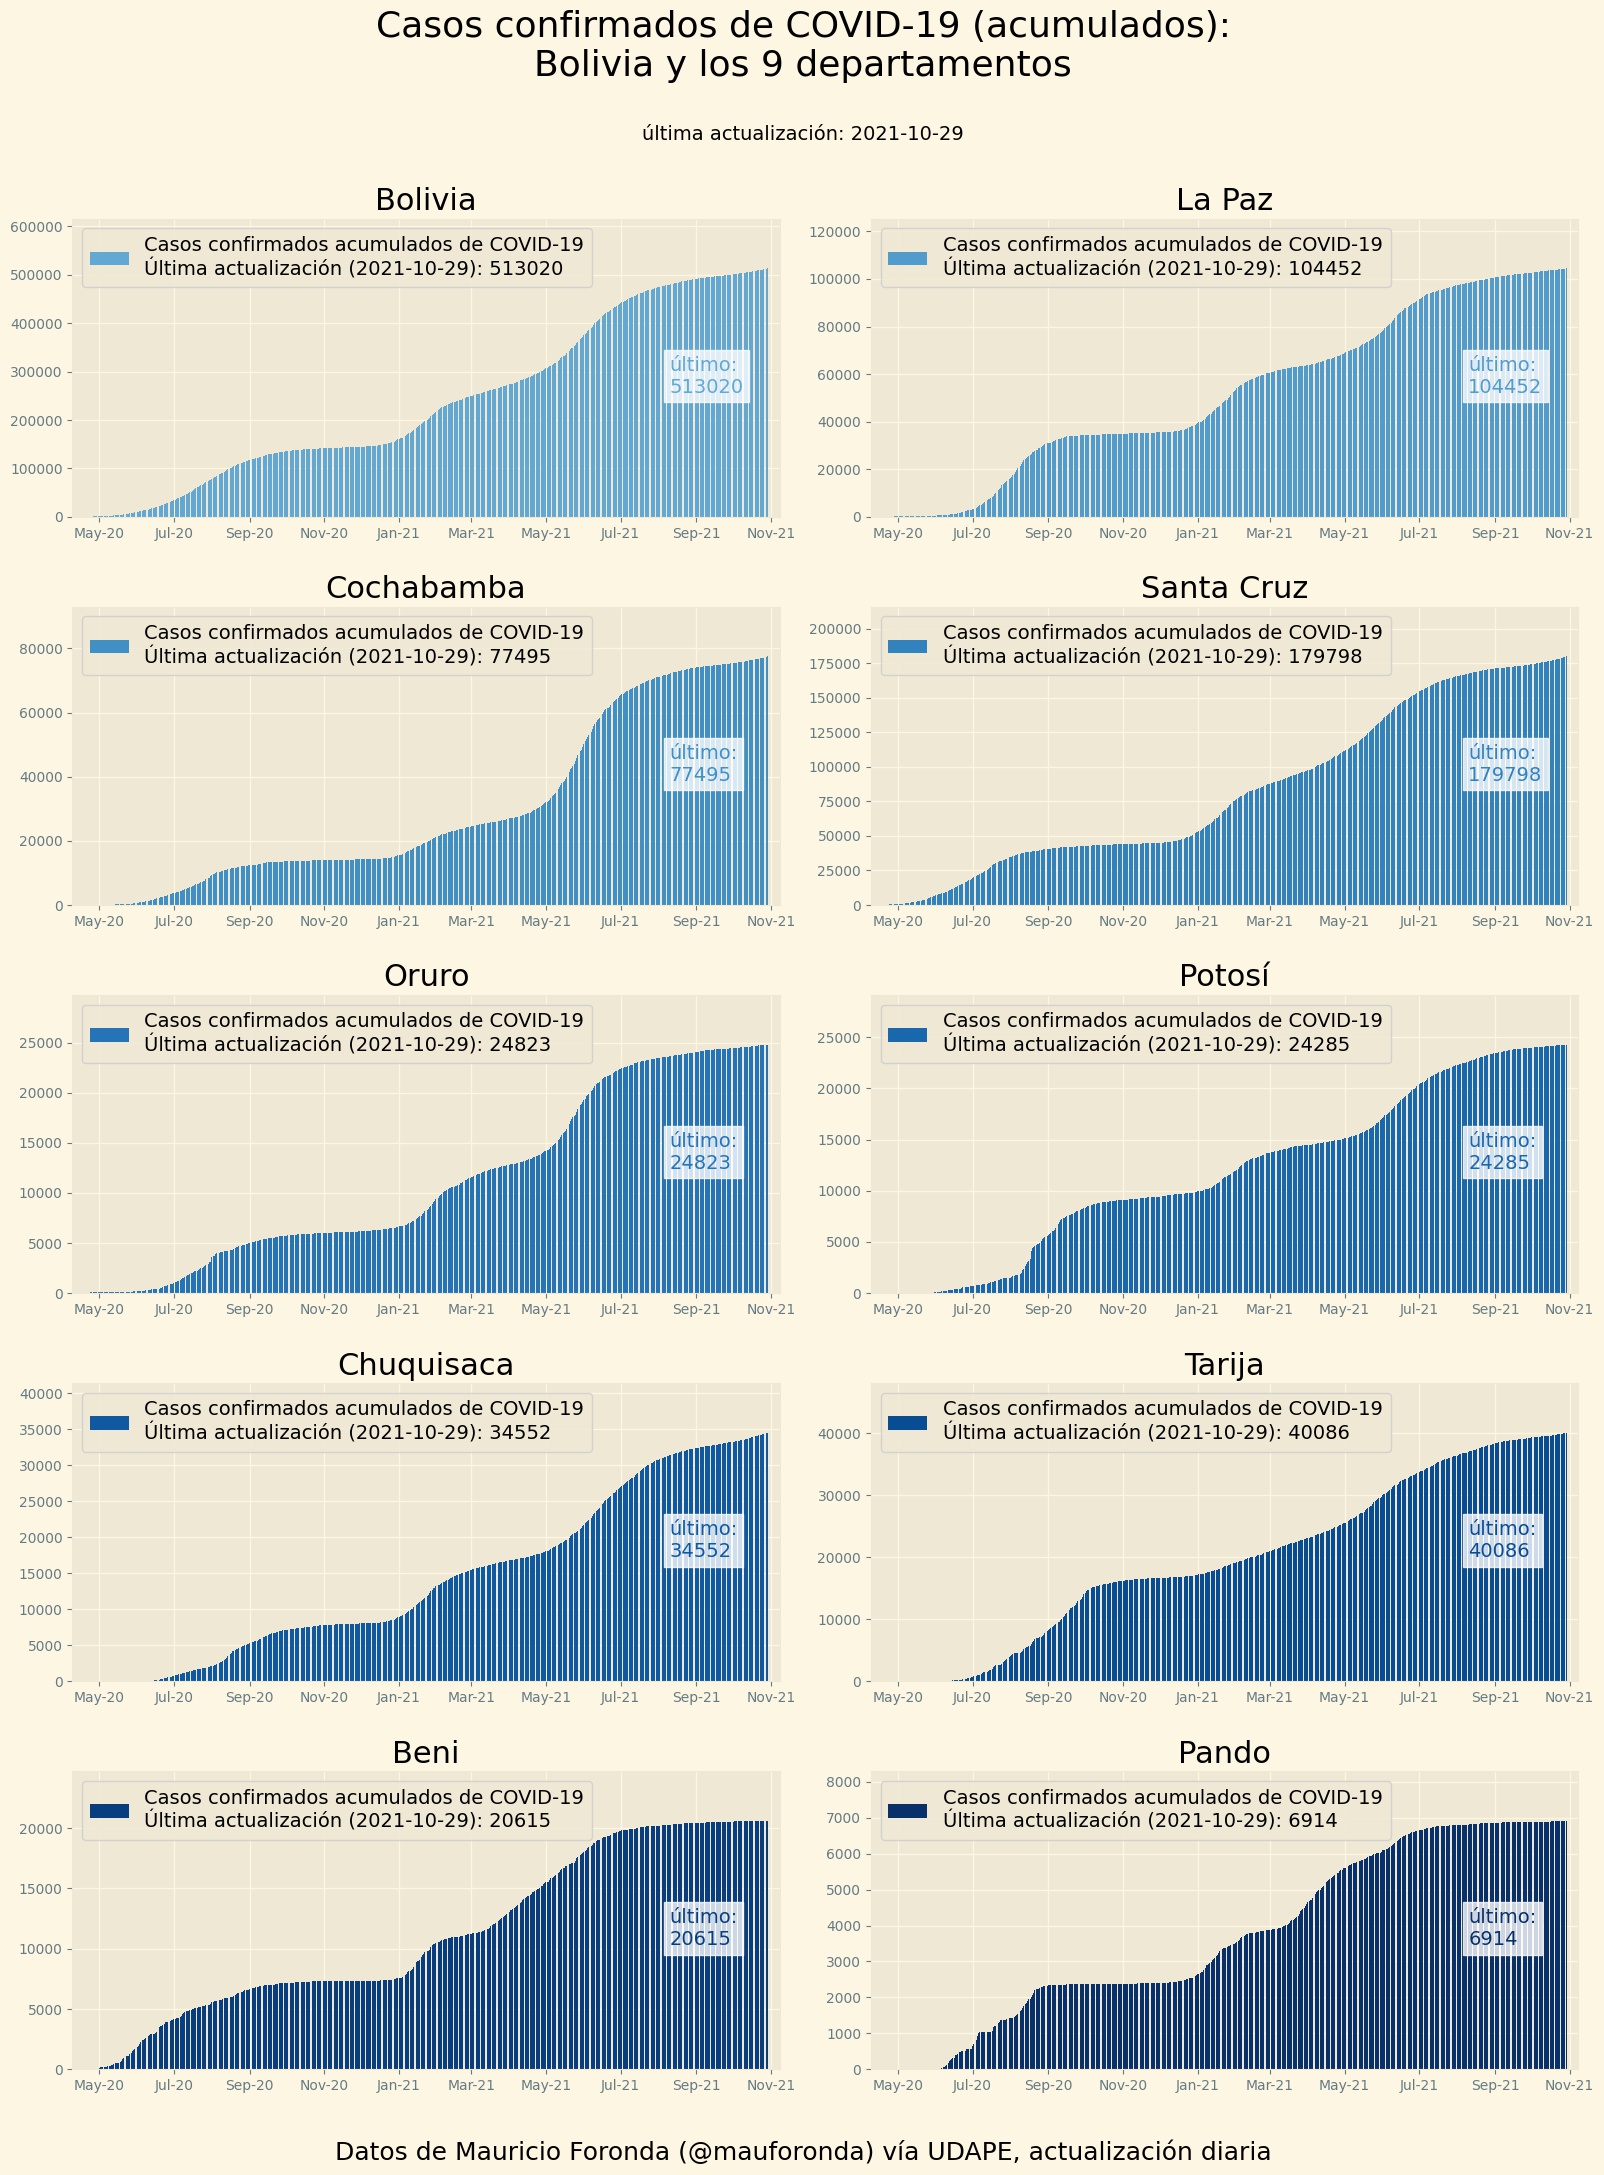 Casos confirmados de COVID-19 (acumulados):
Bolivia y los 9 departamentos
última actualización: 2021-10-29
Bolivia
600000
500000
400000
300000
200000
100000
0
Casos confirmados acumulados de COVID-19
Última actualización (2021-10-29): 513020
último:
513020
May-20 Jul-20 Sep-20 Nov-20 Jan-21 Mar-21 May-21 Jul-21 Sep-21 Nov-21
La Paz
120000
100000
80000
60000
40000
20000
0
Casos confirmados acumulados de COVID-19
Última actualización (2021-10-29): 104452
último:
104452
May-20 Jul-20 Sep-20 Nov-20 Jan-21 Mar-21 May-21 Jul-21 Sep-21 Nov-21
Cochabamba
80000
60000
40000
20000
0
Casos confirmados acumulados de COVID-19
Última actualización (2021-10-29): 77495
último:
77495
May-20 Jul-20 Sep-20 Nov-20 Jan-21 Mar-21 May-21 Jul-21 Sep-21 Nov-21
Santa Cruz
200000
175000
150000
125000
100000
75000
50000
25000
0
Casos confirmados acumulados de COVID-19
Última actualización (2021-10-29): 179798
último:
179798
May-20 Jul-20 Sep-20 Nov-20 Jan-21 Mar-21 May-21 Jul-21 Sep-21 Nov-21
Oruro
25000
20000
15000
10000
5000
0
Casos confirmados acumulados de COVID-19
Última actualización (2021-10-29): 24823
último:
24823
May-20 Jul-20 Sep-20 Nov-20 Jan-21 Mar-21 May-21 Jul-21 Sep-21 Nov-21
Potosí
25000
20000
15000
10000
5000
0
Casos confirmados acumulados de COVID-19
Última actualización (2021-10-29): 24285
último:
24285
May-20 Jul-20 Sep-20 Nov-20 Jan-21 Mar-21 May-21 Jul-21 Sep-21 Nov-21
Chuquisaca
40000
35000
30000
25000
20000
15000
10000
5000
0
Casos confirmados acumulados de COVID-19
Última actualización (2021-10-29): 34552
último:
34552
May-20 Jul-20 Sep-20 Nov-20 Jan-21 Mar-21 May-21 Jul-21 Sep-21 Nov-21
Tarija
40000
30000
20000
10000
0
Casos confirmados acumulados de COVID-19
Última actualización (2021-10-29): 40086
último:
40086
May-20 Jul-20 Sep-20 Nov-20 Jan-21 Mar-21 May-21 Jul-21 Sep-21 Nov-21
Beni
20000
15000
10000
5000
0
Casos confirmados acumulados de COVID-19
Última actualización (2021-10-29): 20615
último:
20615
May-20 Jul-20 Sep-20 Nov-20 Jan-21 Mar-21 May-21 Jul-21 Sep-21 Nov-21
Pando
8000
7000
6000
5000
4000
3000
2000
1000
0
Casos confirmados acumulados de COVID-19
Última actualización (2021-10-29): 6914
último:
6914
May-20 Jul-20 Sep-20 Nov-20 Jan-21 Mar-21 May-21 Jul-21 Sep-21 Nov-21
Datos de Mauricio Foronda (@mauforonda) vía UDAPE, actualización diaria